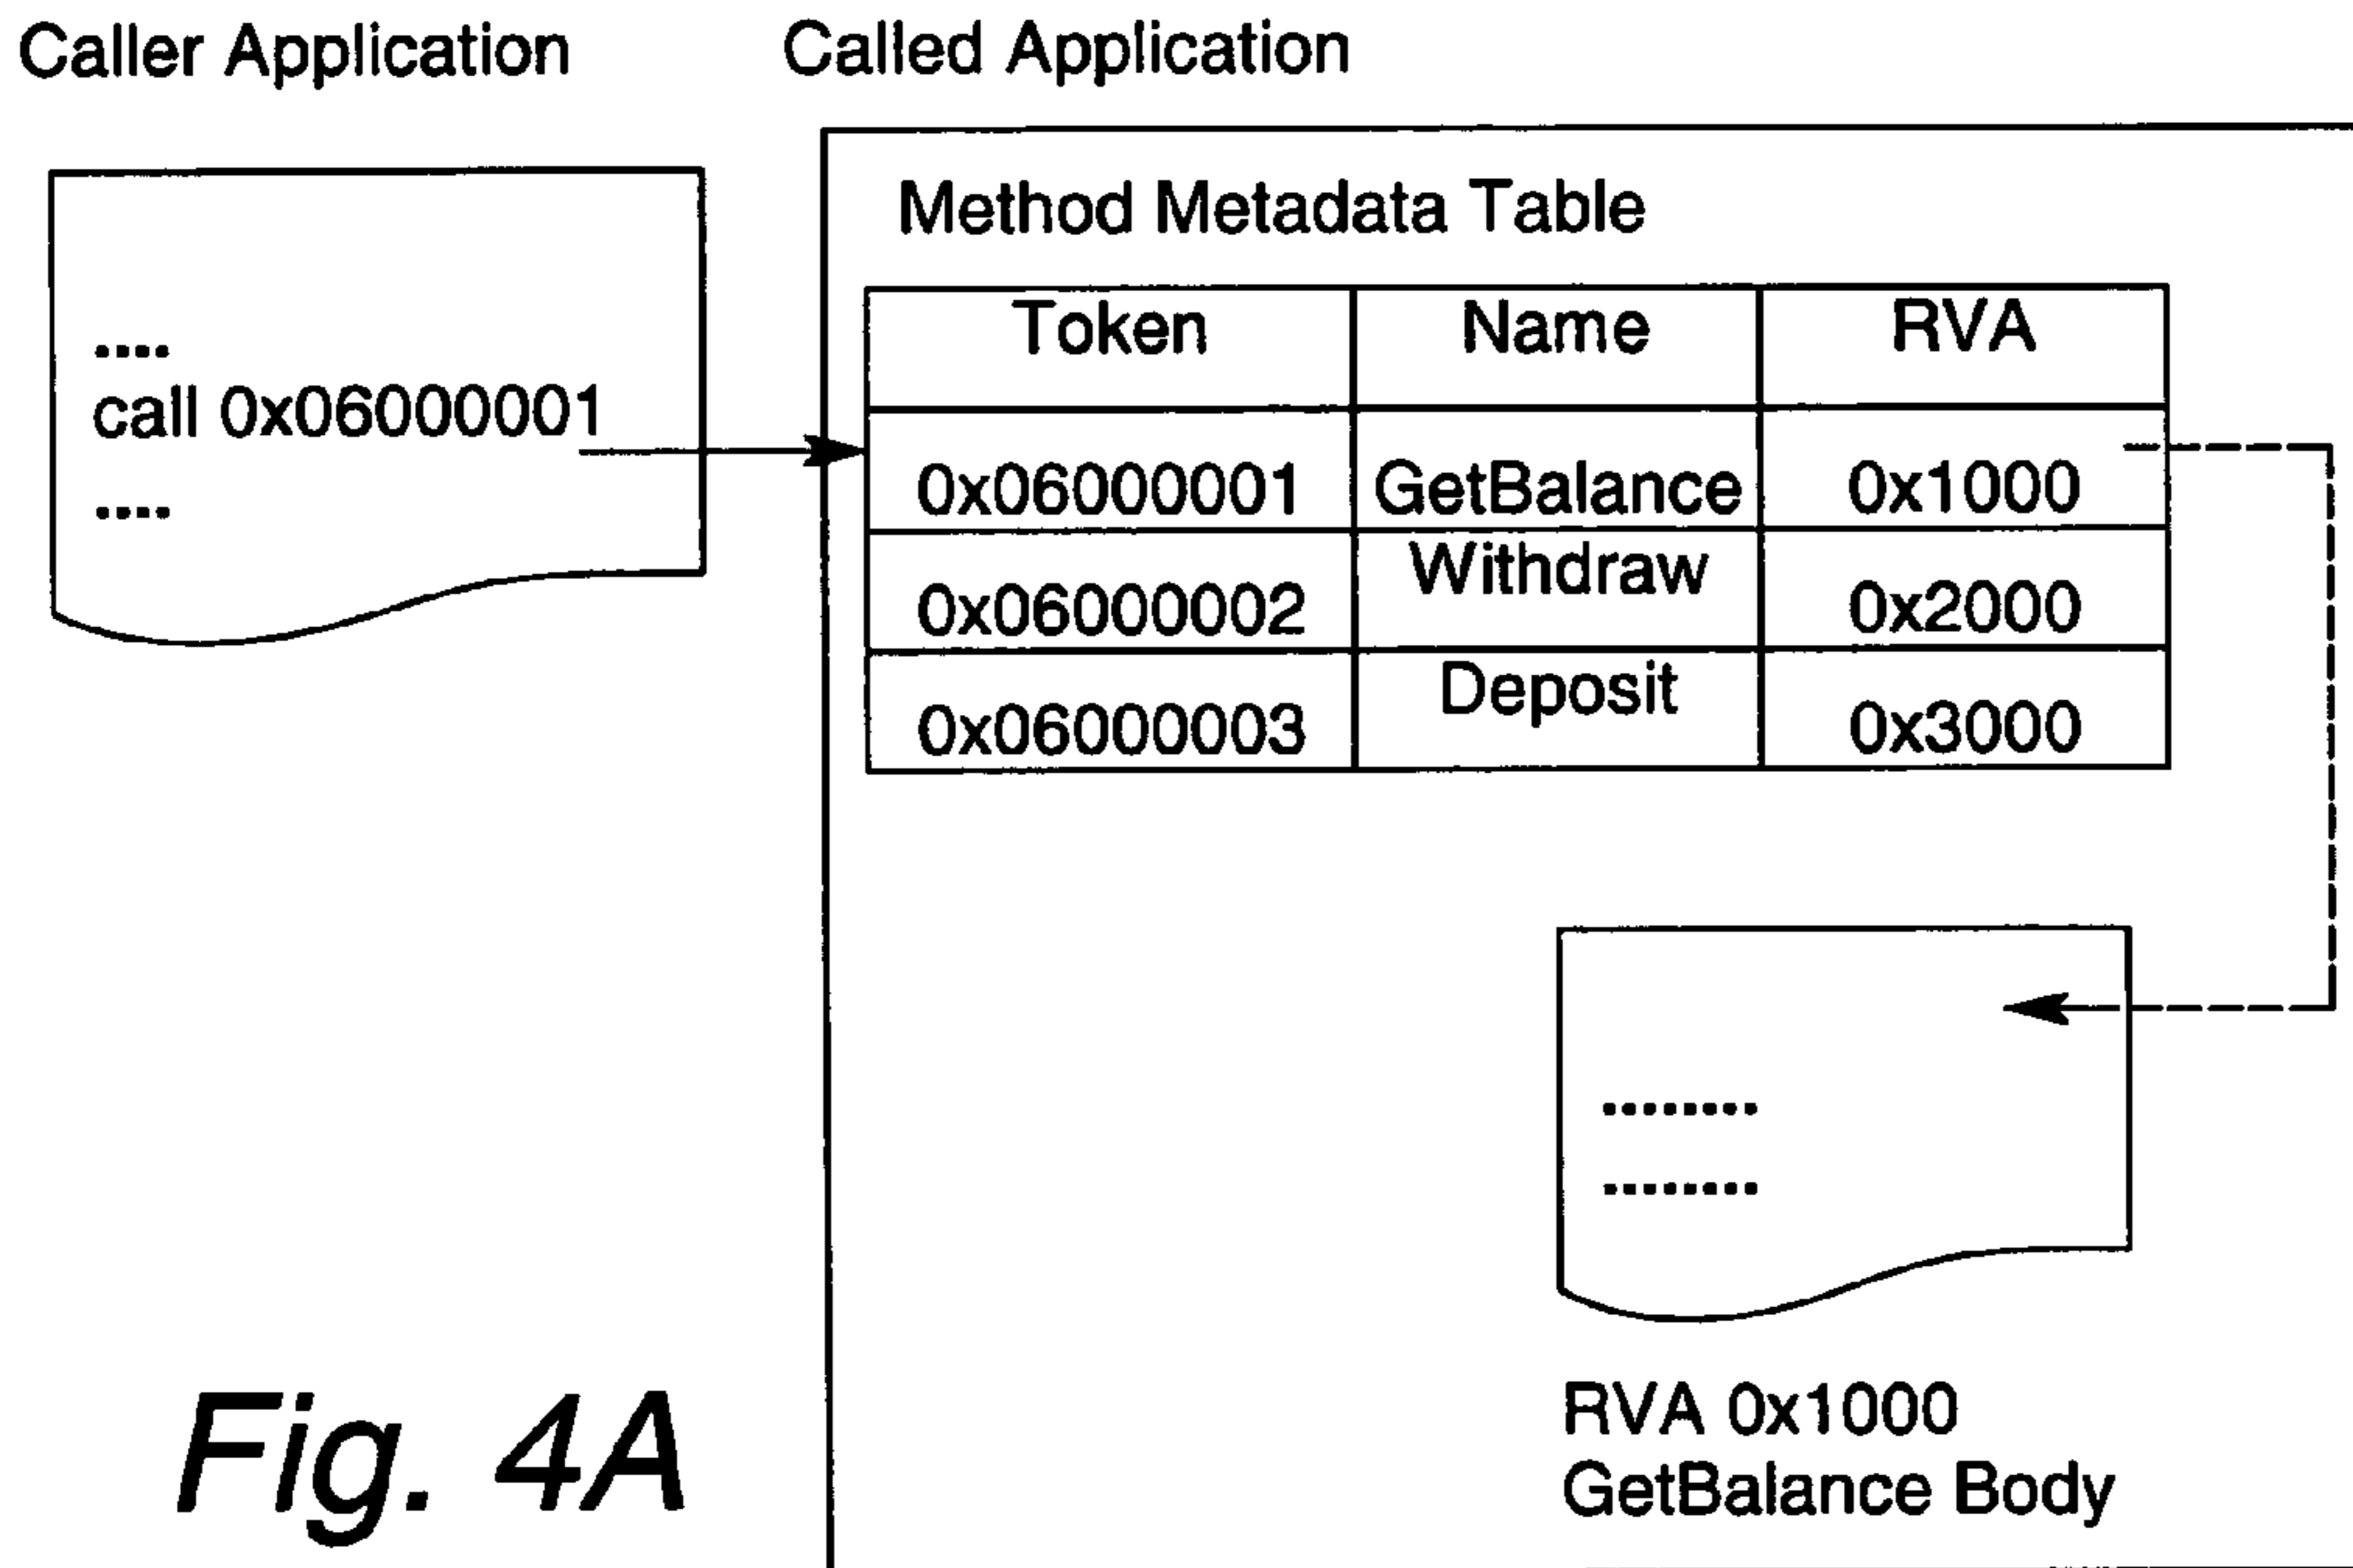 Caller Application
Called Application
....
call 0x06000001
....
Method Metadata Table
Token Name RVA
0x06000001 GetBalance 0x1000
0x06000002 Withdraw 0x2000
0x06000003 Deposit 0x3000
........
........
RVA 0x1000
GetBalance Body
Fig. 4A